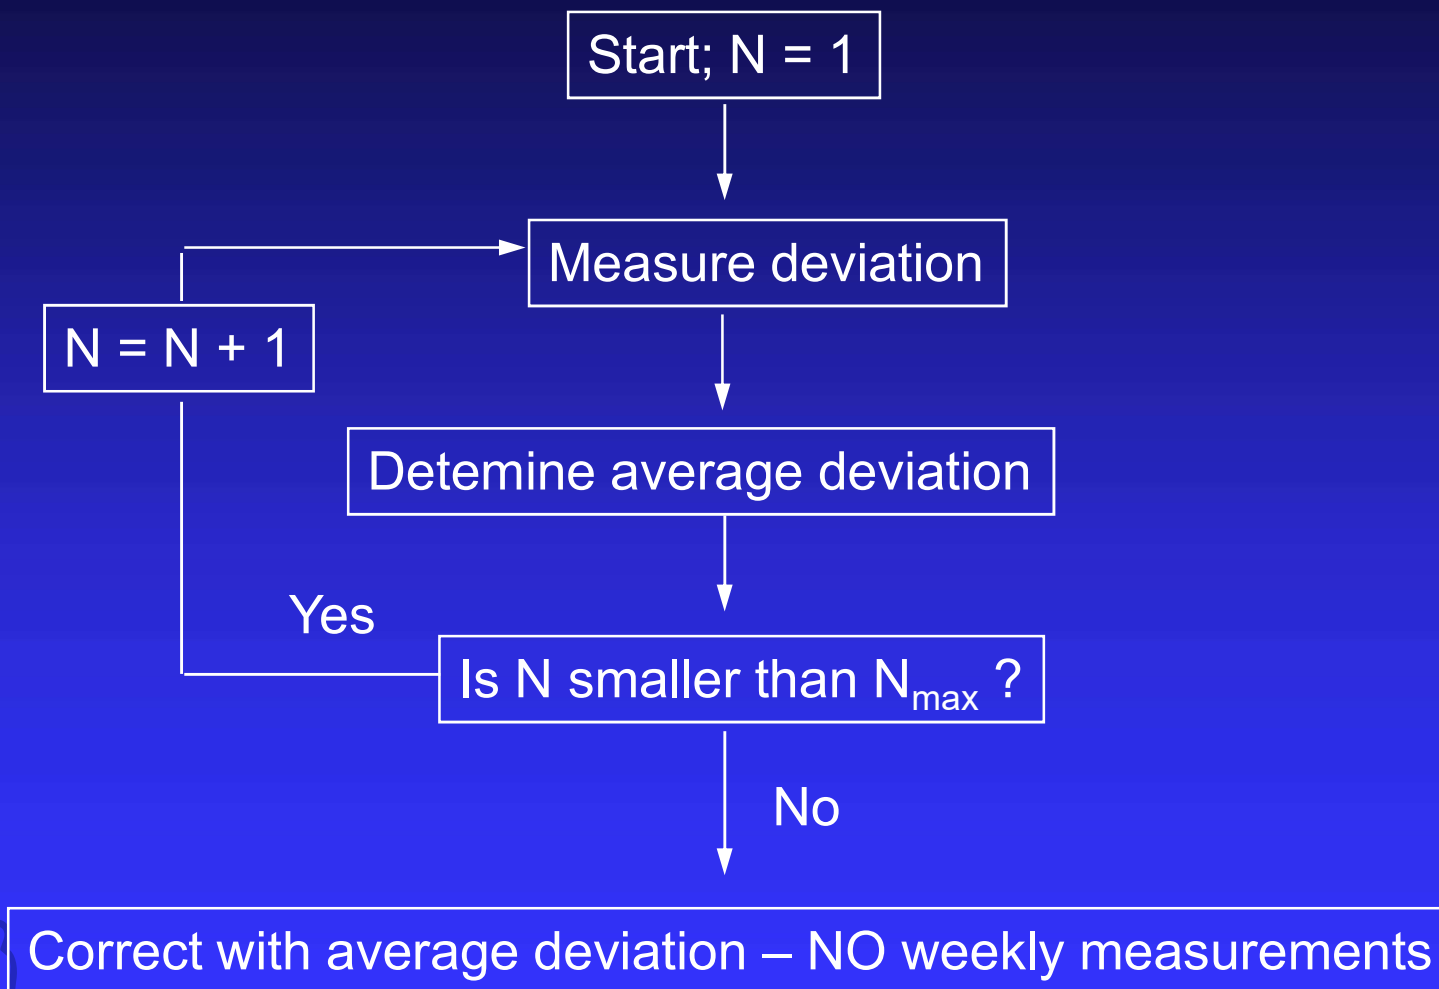 Start; N = 1
Measure deviation
N = N + 1
Detemine average deviation
Yes
Is N smaller than Nmax ?
No
Correct with average deviation – NO weekly measurements